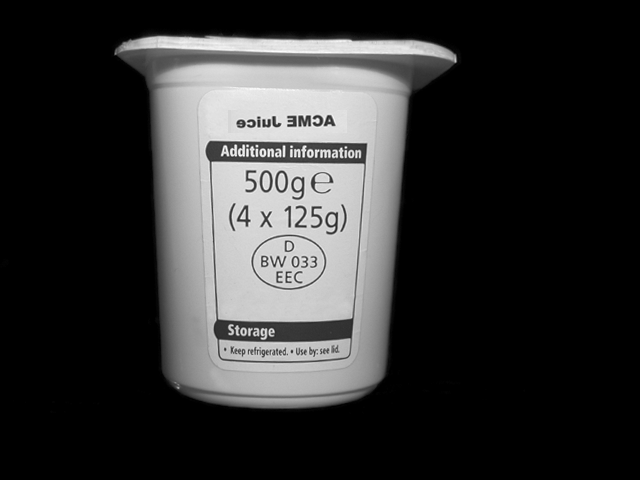 ACME Juice
Additional information
500g ℮
(4 x 125g)
D
BW 033
EEC
Storage
• Keep refrigerated. • Use by: see lid.